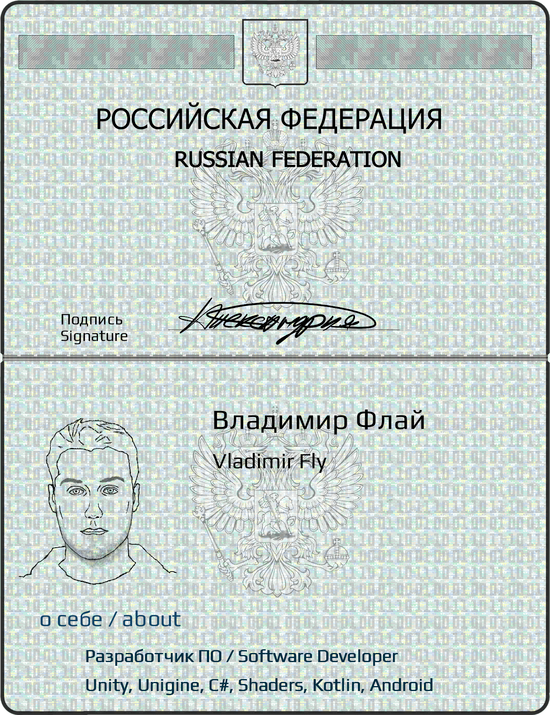 РОССИЙСКАЯ ФЕДЕРАЦИЯ
RUSSIAN FEDERATION
Подпись
Signature
Владимир Флай
Vladimir Fly
о себе / about
Разработчик ПО / Software Developer
Unity, Unigine, C#, Shaders, Kotlin, Android